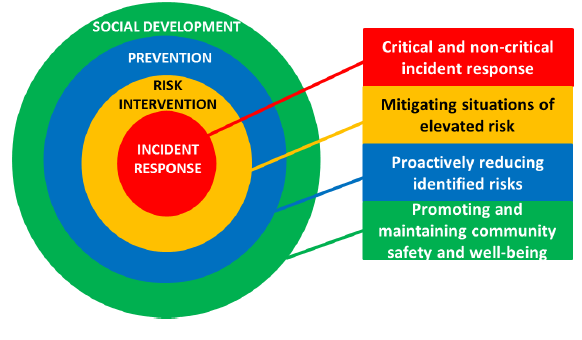 SOCIAL DEVELOPMENT
PREVENTION
RISK
INTERVENTION
INCIDENT
RESPONSE
Critical and non-critical
incident response
Mitigating situations of
elevated risk
Proactively reducing
identified risks
Promoting and
maintaining community
safety and well-being